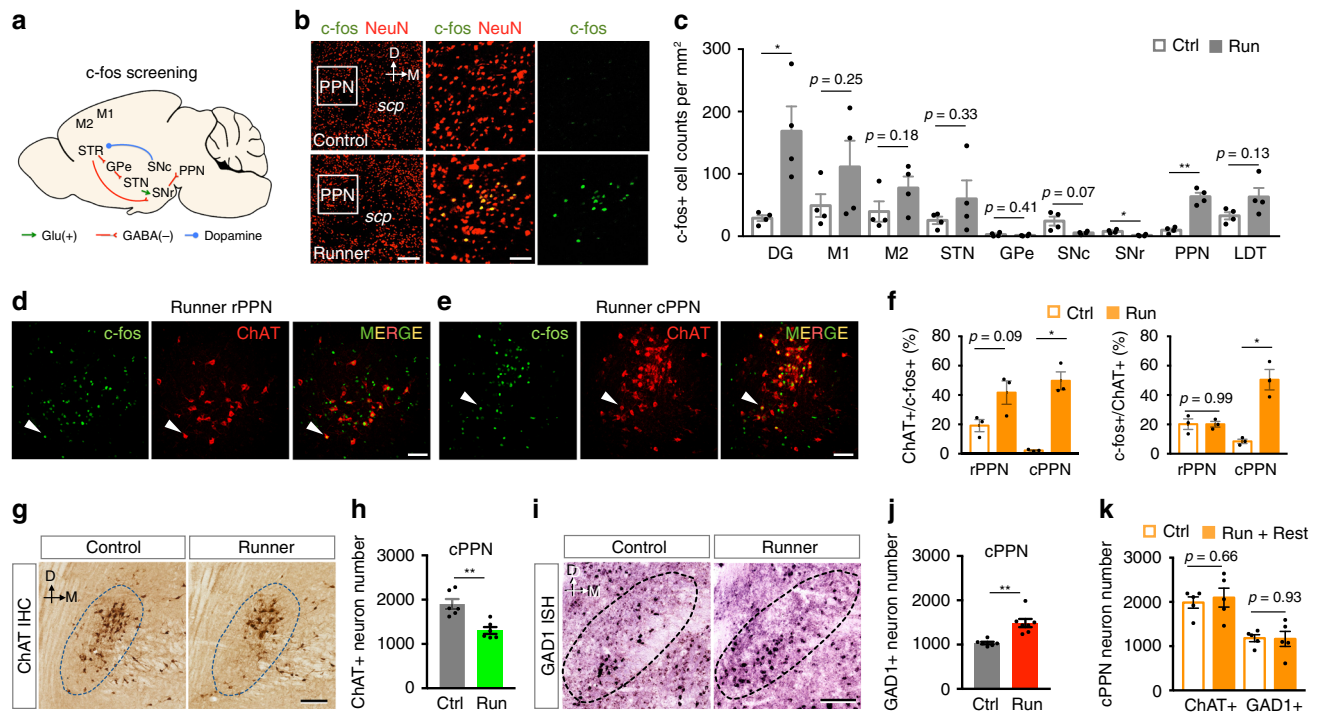 a
c-fos screening
M1
M2
STR
GPe
SNc
PPN
STN
SNr
Glu(+) GABA(–) Dopamine
b
c-fos NeuN c-fos NeuN c-fos
D
M
PPN
scp
Control
PPN
scp
Runner
c
Ctrl Run
c-fos+ cell counts per mm²
300
200
100
0
*
p = 0.25
p = 0.18
p = 0.33
p = 0.41
p = 0.07
*
**
p = 0.13
DG M1 M2 STN GPe SNc SNr PPN LDT
d
Runner rPPN
c-fos ChAT MERGE
e
Runner cPPN
c-fos ChAT MERGE
f
Ctrl Run
ChAT+/c-fos+ (%)
80
60
40
20
0
p = 0.09
*
rPPN cPPN
c-fos+/ChAT+ (%)
80
60
40
20
0
p = 0.99
*
rPPN cPPN
g
Control Runner
ChAT IHC
D
M
h
cPPN
ChAT+ neuron number
3000
2000
1000
0
**
Ctrl Run
i
Control Runner
GAD1 ISH
D
M
j
cPPN
GAD1+ neuron number
3000
2000
1000
0
**
Ctrl Run
k
Ctrl Run + Rest
cPPN neuron number
3000
2000
1000
0
p = 0.66
p = 0.93
ChAT+ GAD1+